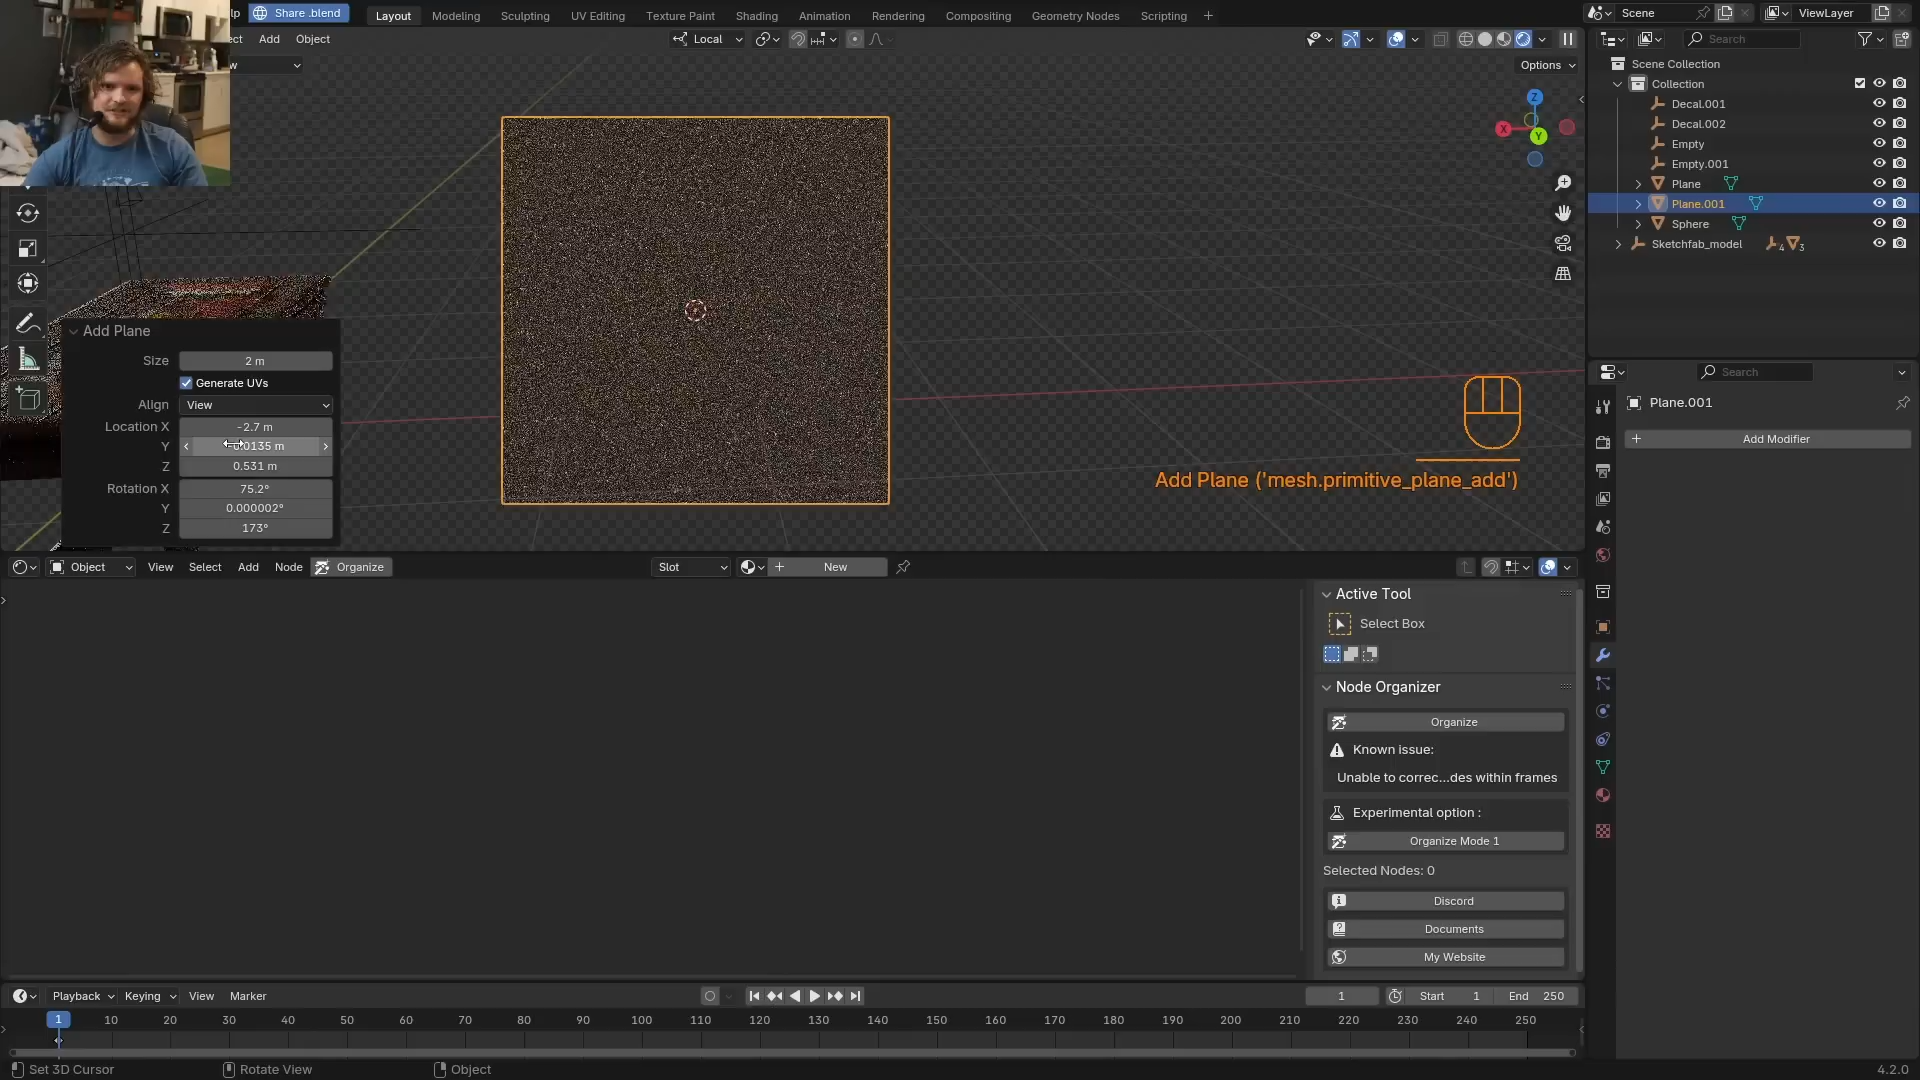 lp Share .blend Layout Modeling Sculpting UV Editing Texture Paint Shading Animation Rendering Compositing Geometry Nodes Scripting + Scene ViewLayer
ect Add Object Local Search
w Options
Scene Collection
Collection
Decal.001
Decal.002
Empty
Empty.001
Plane
Plane.001
Sphere
Sketchfab_model 4 3
Z
X
Y
Add Plane
Size 2 m
Generate UVs
Align View
Location X -2.7 m
Y 0135 m
Z 0.531 m
Rotation X 75.2°
Y 0.000002°
Z 173°
Add Plane ('mesh.primitive_plane_add')
Search
Plane.001
+ Add Modifier
Object View Select Add Node Organize Slot + New
Active Tool
Select Box
Node Organizer
Organize
Known issue:
Unable to correc...des within frames
Experimental option :
Organize Mode 1
Selected Nodes: 0
Discord
Documents
My Website
Playback Keying View Marker 1 Start 1 End 250
1 10 20 30 40 50 60 70 80 90 100 110 120 130 140 150 160 170 180 190 200 210 220 230 240 250
Set 3D Cursor Rotate View Object 4.2.0